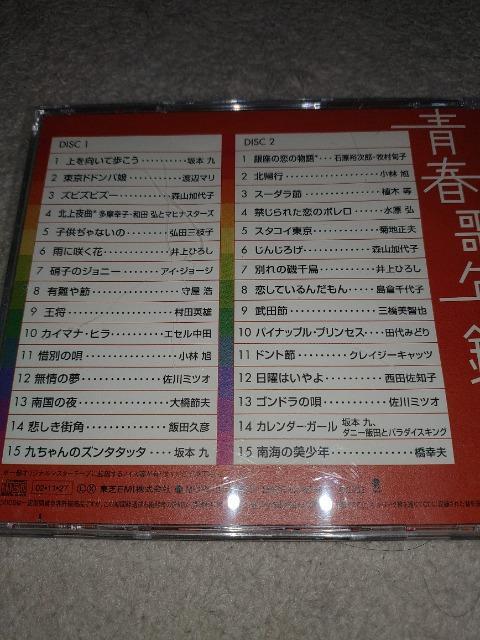 青春歌年鑑
DISC 1
1 上を向いて歩こう・・・・・・・・・・坂本 九
2 東京ドドンパ娘・・・・・・・・・・渡辺マリ
3 ズビズビズー・・・・・・・・・・森山加代子
4 北上夜曲* 多摩幸子・和田 弘とマヒナスターズ
5 子供ぢゃないの・・・・・・・・・・弘田三枝子
6 雨に咲く花・・・・・・・・・・井上ひろし
7 硝子のジョニー・・・・・・・・・・アイ・ジョージ
8 有難や節・・・・・・・・・・守屋 浩
9 王将・・・・・・・・・・村田英雄
10 カイマナ・ヒラ・・・・・・・・・・エセル中田
11 惜別の唄・・・・・・・・・・小林 旭
12 無情の夢・・・・・・・・・・佐川ミツオ
13 南国の夜・・・・・・・・・・大橋節夫
14 悲しき街角・・・・・・・・・・飯田久彦
15 九ちゃんのズンタタッタ・・・・坂本 九
DISC 2
1 銀座の恋の物語*・・・石原裕次郎・牧村旬子
2 北帰行・・・・・・・・・・小林 旭
3 スーダラ節・・・・・・・・・・植木 等
4 禁じられた恋のボレロ・・・・・水原 弘
5 スタコイ東京・・・・・・・・・・菊地正夫
6 じんじろげ・・・・・・・・・・森山加代子
7 別れの磯千鳥・・・・・・・・・・井上ひろし
8 恋しているんだもん・・・・・島倉千代子
9 武田節・・・・・・・・・・三橋美智也
10 パイナップル・プリンセス・・・・田代みどり
11 ドント節・・・・・・・・・・クレイジーキャッツ
12 日曜はいやよ・・・・・・・・・・西田佐知子
13 ゴンドラの唄・・・・・・・・・・佐川ミツオ
14 カレンダー・ガール 坂本 九、
ダニー飯田とパラダイスキング
15 南海の美少年・・・・・・・・・・橋幸夫
02・11・27
東芝EMI株式会社